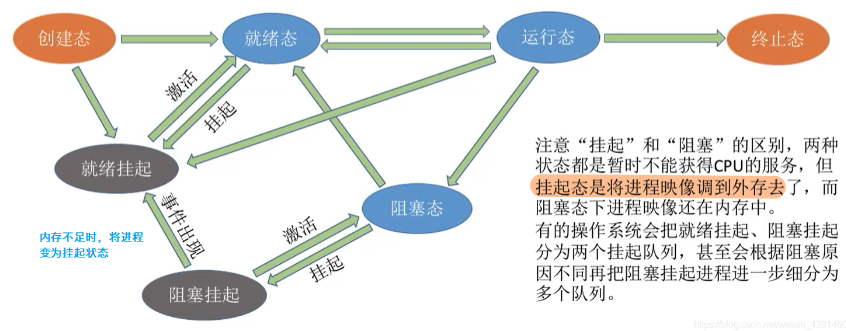 创建态
就绪态
运行态
终止态
激活
挂起
就绪挂起
事件出现
阻塞态
激活
挂起
阻塞挂起
内存不足时，将进程
变为挂起状态
注意“挂起”和“阻塞”的区别，两种
状态都是暂时不能获得CPU的服务，但
挂起态是将进程映像调到外存去了，而
阻塞态下进程映像还在内存中。
有的操作系统会把就绪挂起、阻塞挂起
分为两个挂起队列，甚至会根据阻塞原
因不同再把阻塞挂起进程进一步细分为
多个队列。